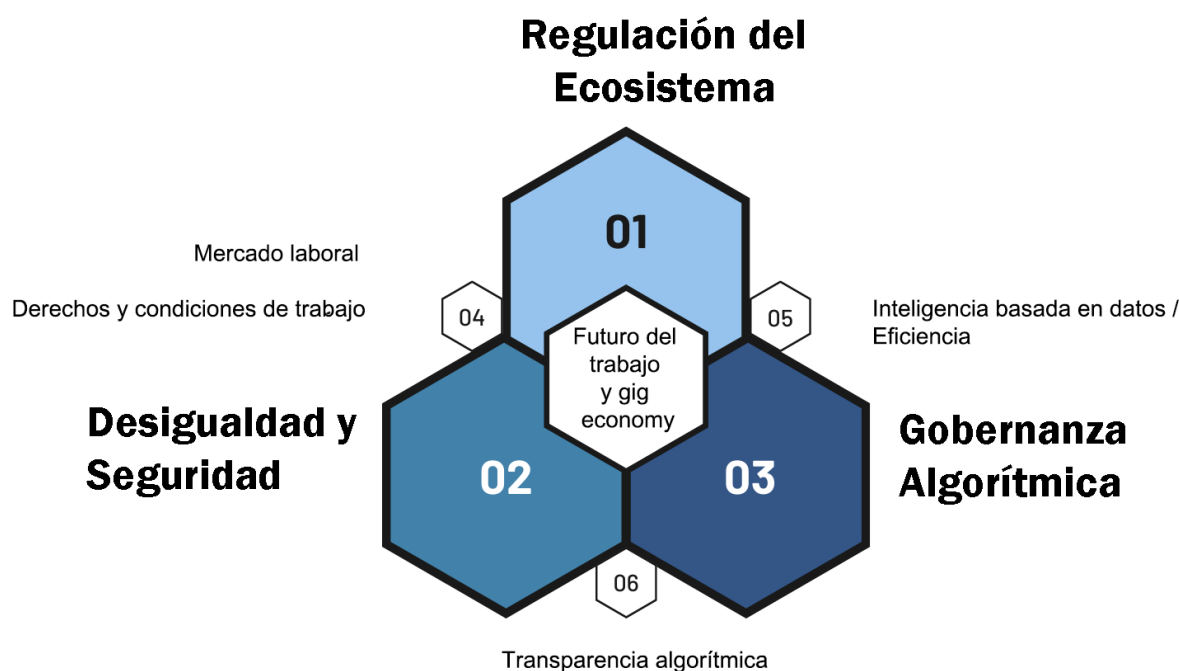 Regulación del
Ecosistema
01
Mercado laboral
Derechos y condiciones de trabajo
04
05
Inteligencia basada en datos /
Eficiencia
Futuro del
trabajo
y gig
economy
Desigualdad y
Seguridad
02
03
Gobernanza
Algorítmica
06
Transparencia algorítmica